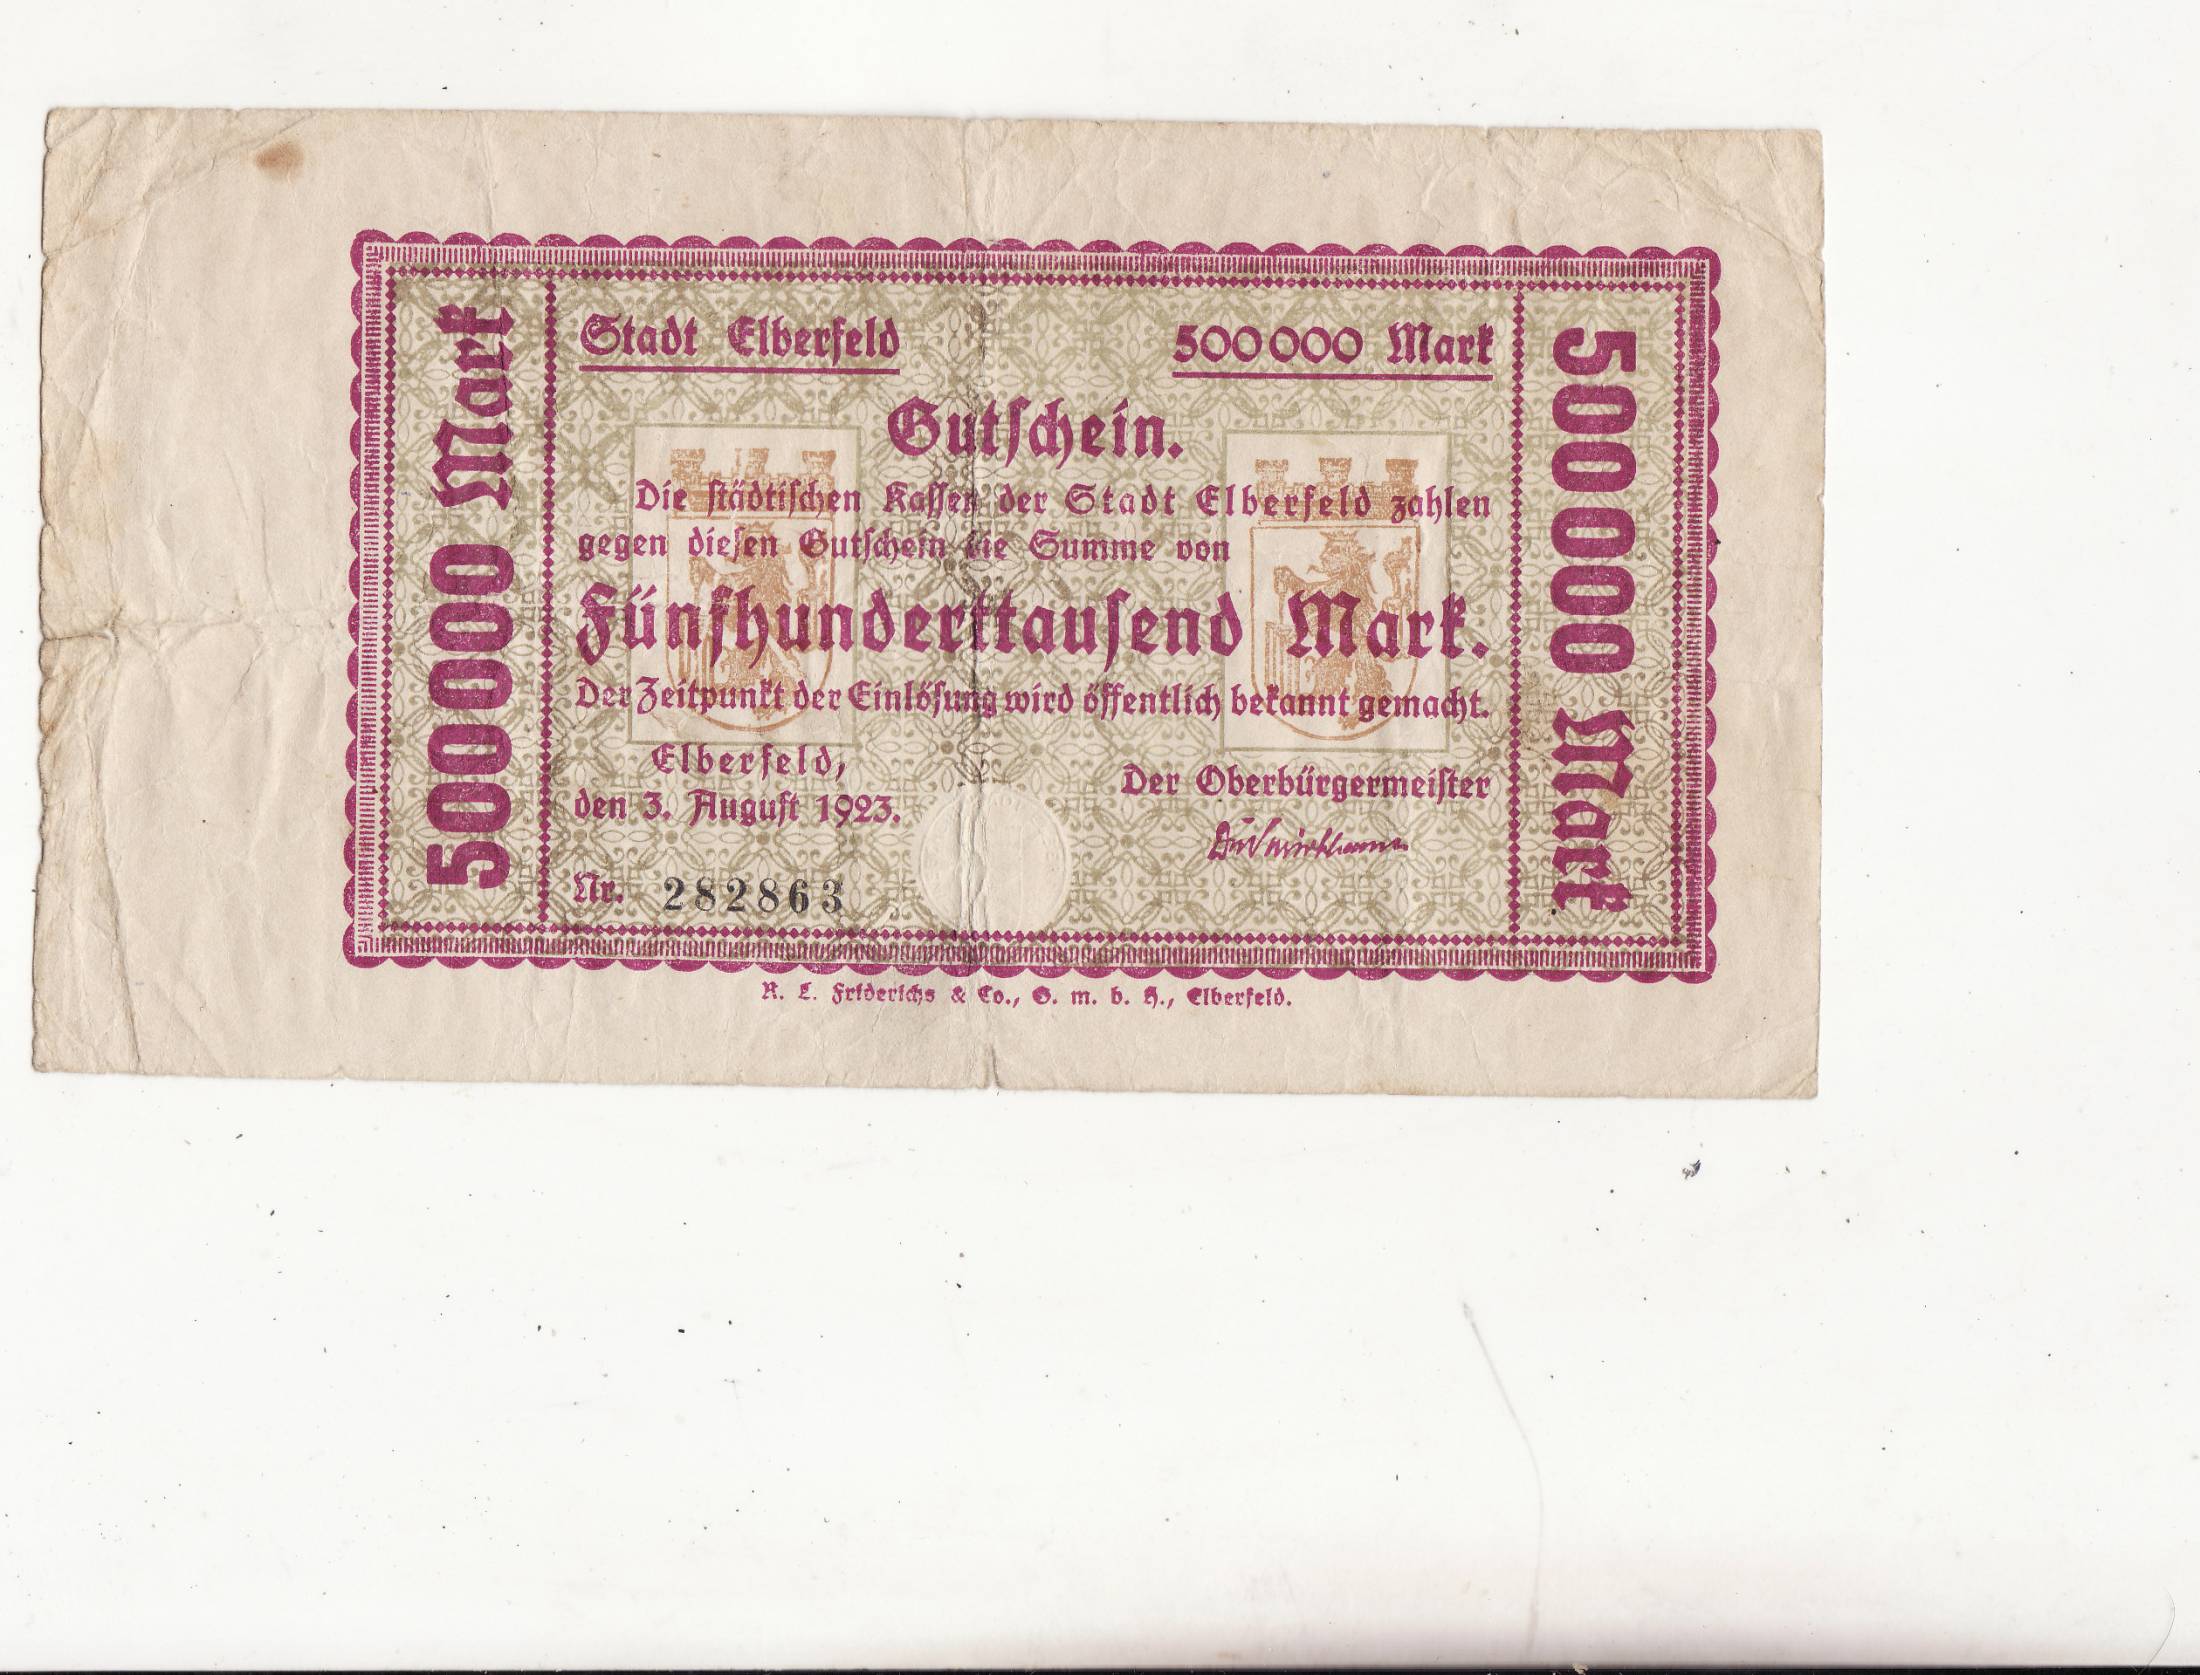 500000 Mark
Stadt Elberfeld
500000 Mark
Gutschein.
Die städtischen Kassen der Stadt Elberfeld zahlen
gegen diesen Gutschein die Summe von
Fünfhunderttausend Mark.
Der Zeitpunkt der Einlösung wird öffentlich bekannt gemacht.
Elberfeld,
den 3. August 1923.
Der Oberbürgermeister
Nr. 282863
500000 Mark
R. L. Friderichs & Co., G. m. b. H., Elberfeld.